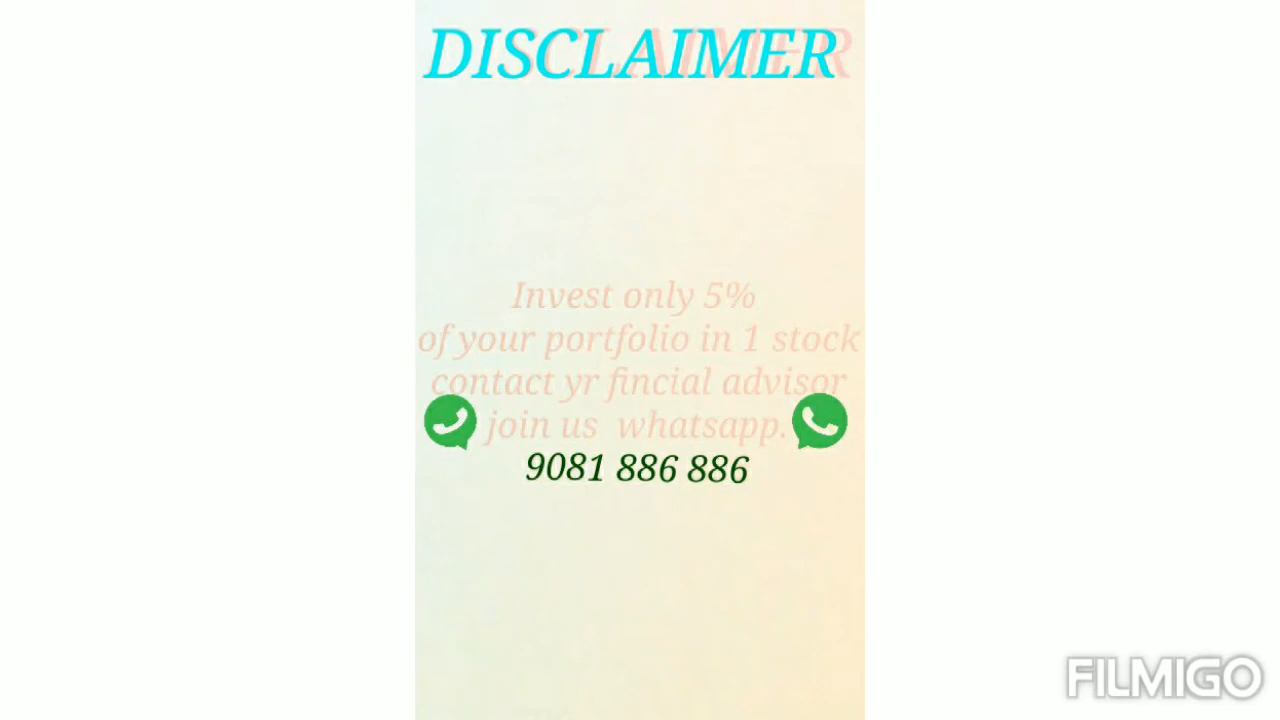 DISCLAIMER
Invest only 5%
of your portfolio in 1 stock
contact yr fincial advisor
join us whatsapp.
9081 886 886
FILMIGO